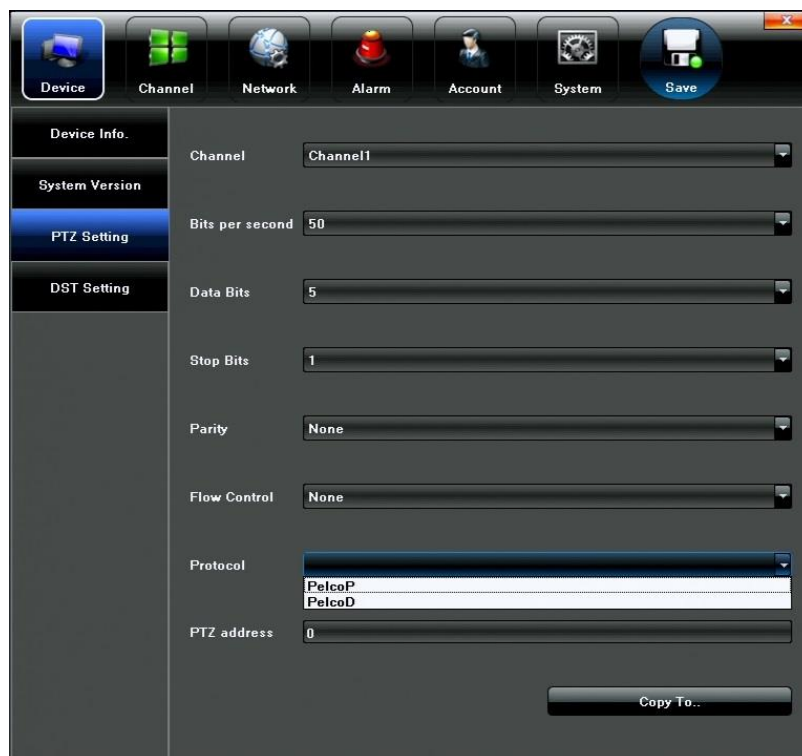 Device Channel Network Alarm Account System Save
Device Info.
System Version
PTZ Setting
DST Setting
Channel Channel1
Bits per second 50
Data Bits 5
Stop Bits 1
Parity None
Flow Control None
Protocol
PelcoP
PelcoD
PTZ address 0
Copy To..